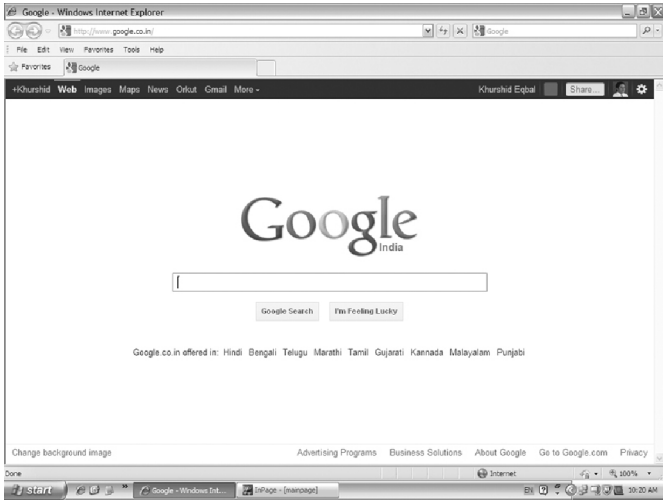 Google - Windows Internet Explorer
http://www.google.co.in/ Google
File Edit View Favorites Tools Help
Favorites Google
+Khurshid Web Images Maps News Orkut Gmail More Khurshid Eqbal Share...
Google
India
Google Search I'm Feeling Lucky
Google.co.in offered in: Hindi Bengali Telugu Marathi Tamil Gujarati Kannada Malayalam Punjabi
Change background image Advertising Programs Business Solutions About Google Go to Google.com Privacy
Done Internet 100%
start Google - Windows Int... InPage - [mainpage] EN 10:20 AM